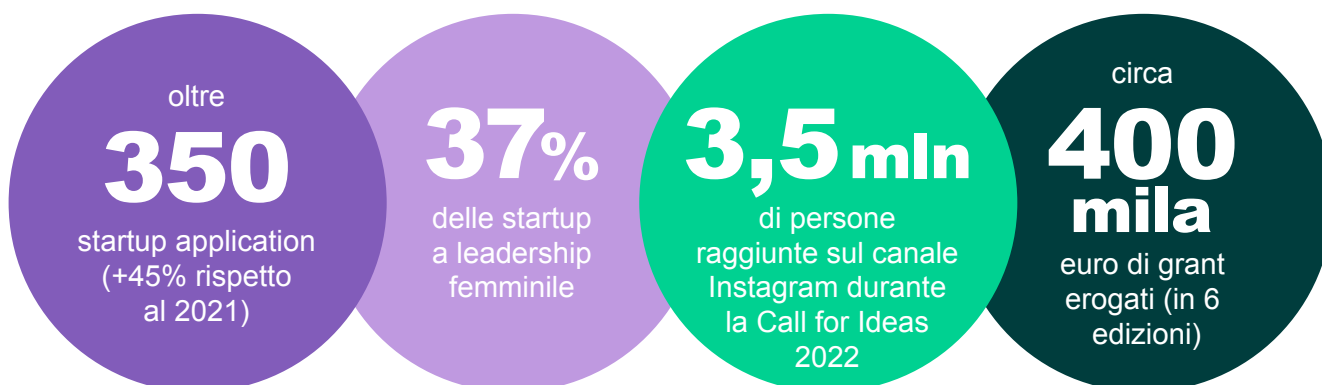 oltre
350
startup application
(+45% rispetto
al 2021)
37%
delle startup
a leadership
femminile
3,5 mln
di persone
raggiunte sul canale
Instagram durante
la Call for Ideas
2022
circa
400
mila
euro di grant
erogati (in 6
edizioni)